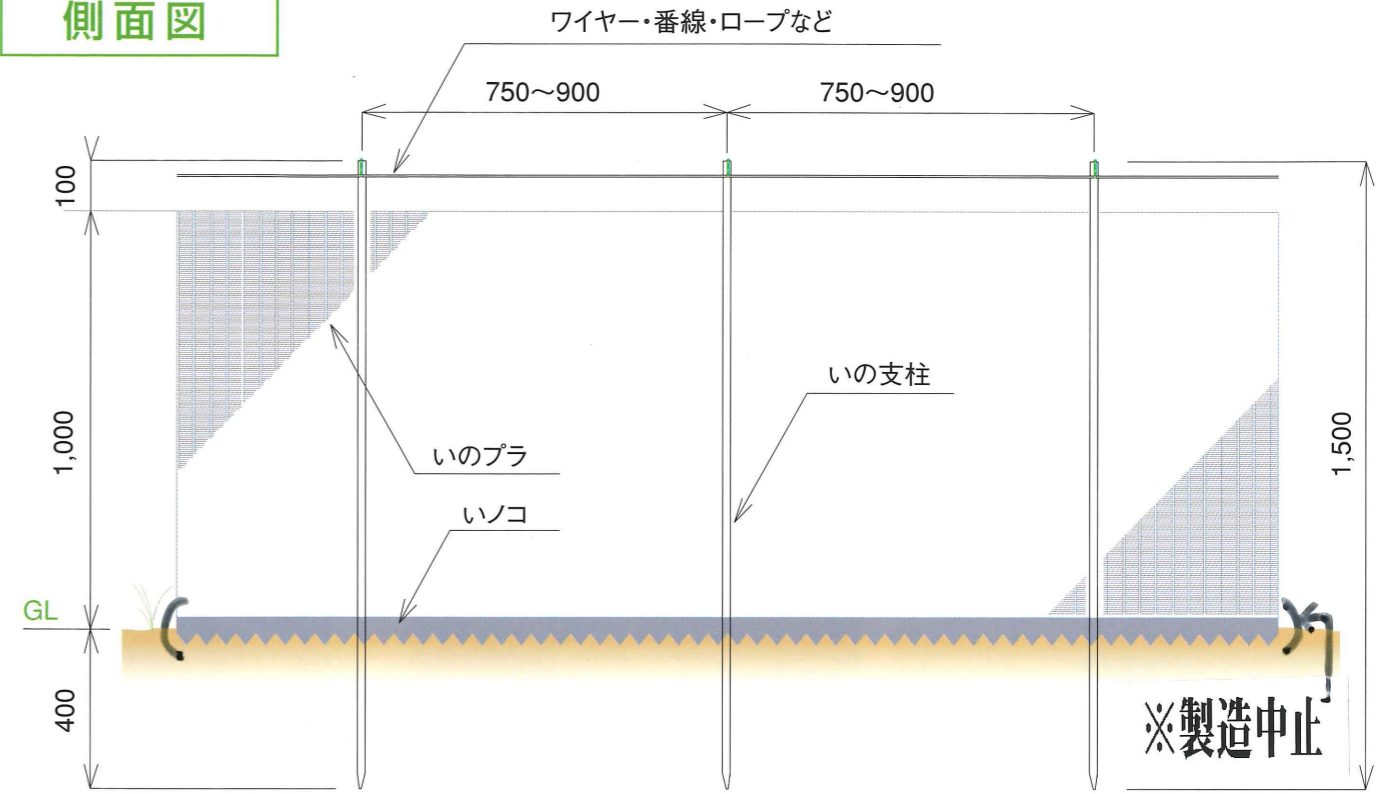 側面図
ワイヤー・番線・ロープなど
750〜900
750〜900
100
1,000
いの支柱
1,500
いのプラ
いノコ
GL
400
※製造中止